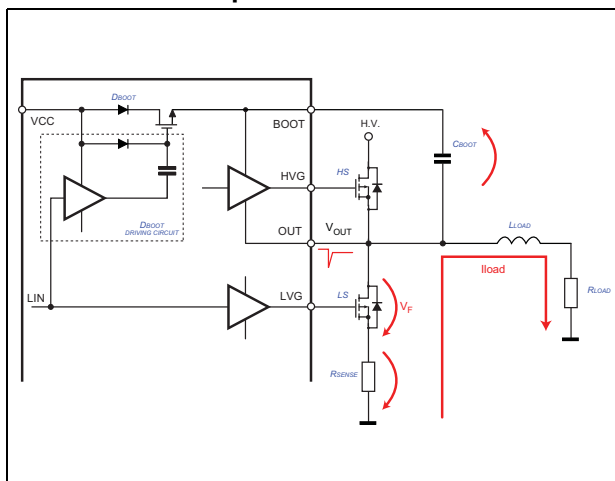 DBOOT
VCC
BOOT
H.V.
CBOOT
HVG
HS
DBOOT
DRIVING CIRCUIT
OUT
VOUT
LLOAD
Iload
LIN
LVG
LS
VF
RLOAD
RSENSE